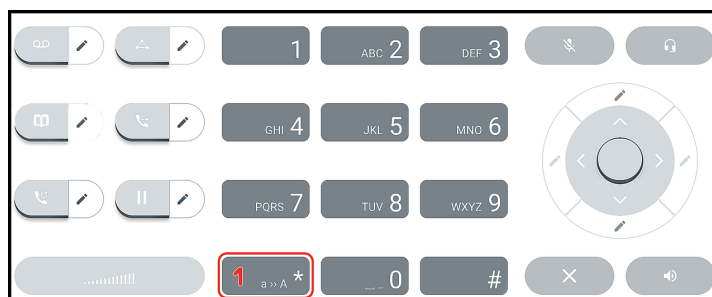 1
ABC 2
DEF 3
GHI 4
JKL 5
MNO 6
PQRS 7
TUV 8
WXYZ 9
1
a ›› A *
_ 0
#